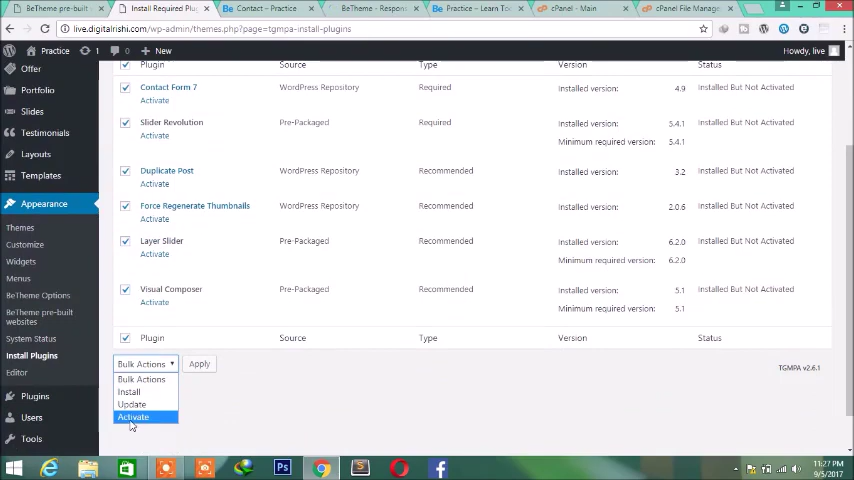 BeTheme pre-built
Install Required Plug
Contact – Practice
BeTheme - Respons
Practice – Learn Too
cPanel - Main
cPanel File Manage
live.digitalrishi.com/wp-admin/themes.php?page=tgmpa-install-plugins
Practice 1 0 New
Howdy, live
Offer
Portfolio
Slides
Testimonials
Layouts
Templates
Appearance
Themes
Customize
Widgets
Menus
BeTheme Options
BeTheme pre-built
websites
System Status
Install Plugins
Editor
Plugins
Users
Tools
Plugin Source Type Version Status
Contact Form 7 WordPress Repository Required Installed version: 4.9 Installed But Not Activated
Activate
Slider Revolution Pre-Packaged Required Installed version: 5.4.1 Installed But Not Activated
Activate Minimum required version: 5.4.1
Duplicate Post WordPress Repository Recommended Installed version: 3.2 Installed But Not Activated
Activate
Force Regenerate Thumbnails WordPress Repository Recommended Installed version: 2.0.6 Installed But Not Activated
Activate
Layer Slider Pre-Packaged Recommended Installed version: 6.2.0 Installed But Not Activated
Activate Minimum required version: 6.2.0
Visual Composer Pre-Packaged Recommended Installed version: 5.1 Installed But Not Activated
Activate Minimum required version: 5.1
Plugin Source Type Version Status
Bulk Actions Apply
TGMPA v2.6.1
Bulk Actions
Install
Update
Activate
Ps
S
11:27 PM
9/5/2017